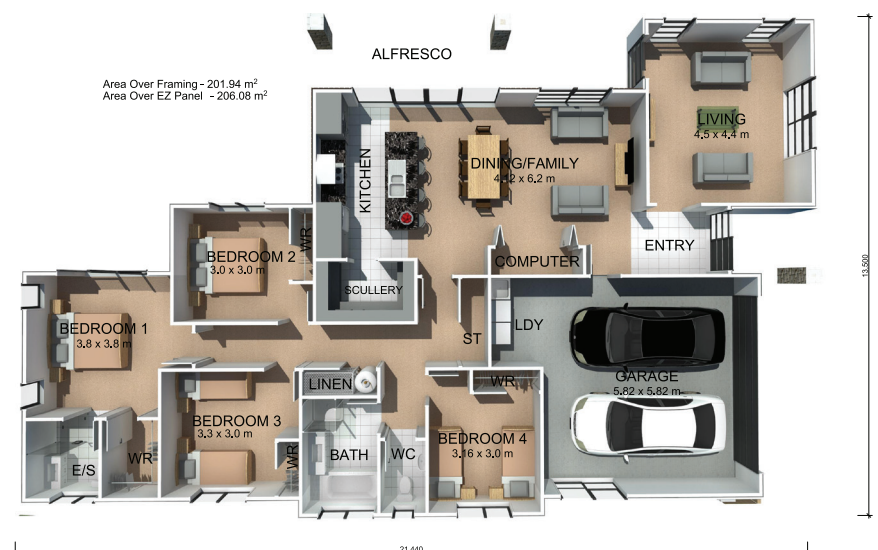 ALFRESCO
Area Over Framing - 201.94 m²
Area Over EZ Panel - 206.08 m²
LIVING
4.5 x 4.4 m
KITCHEN
DINING/FAMILY
x 6.2 m
WR
BEDROOM 2
3.0 x 3.0 m
ENTRY
COMPUTER
SCULLERY
13.500
BEDROOM 1
3.8 x 3.8 m
ST
LDY
GARAGE
5.82 x 5.82 m
LINEN
WR
BEDROOM 3
3.3 x 3.0 m
BEDROOM 4
3.16 x 3.0 m
E/S
WR
WR
BATH
WC
21.440